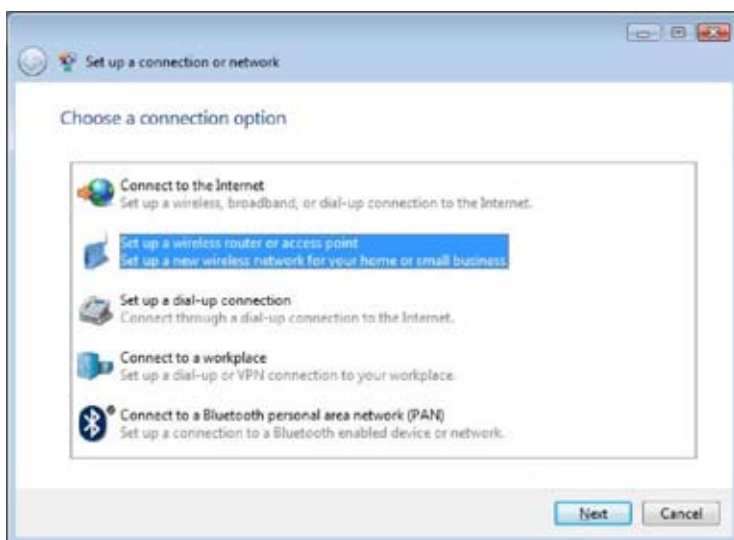 Set up a connection or network
Choose a connection option
Connect to the Internet
Set up a wireless, broadband, or dial-up connection to the Internet.
Set up a wireless router or access point
Set up a new wireless network for your home or small business.
Set up a dial-up connection
Connect through a dial-up connection to the Internet.
Connect to a workplace
Set up a dial-up or VPN connection to your workplace.
Connect to a Bluetooth personal area network (PAN)
Set up a connection to a Bluetooth enabled device or network.
Next Cancel